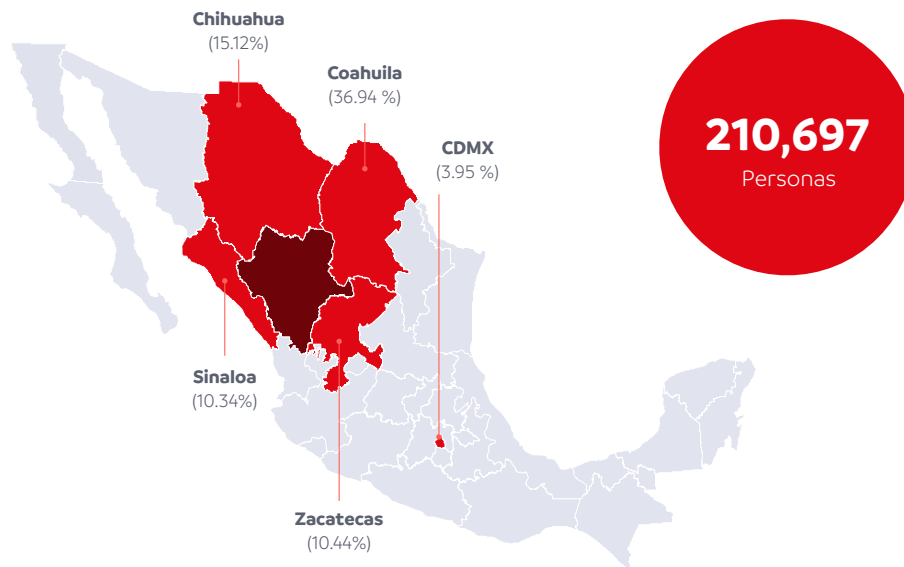 Chihuahua
(15.12%)
Coahuila
(36.94 %)
CDMX
(3.95 %)
210,697
Personas
Sinaloa
(10.34%)
Zacatecas
(10.44%)